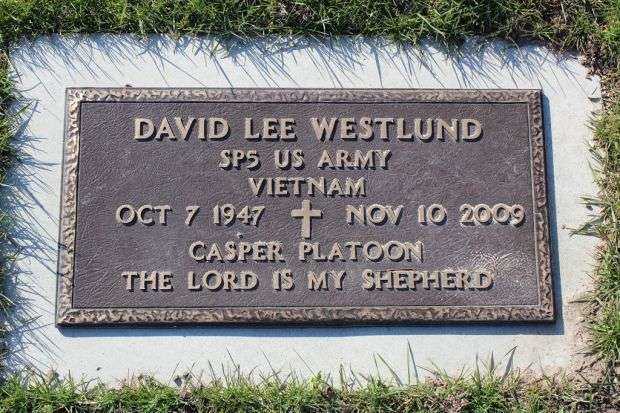 DAVID LEE WESTLUND
SP5 US ARMY
VIETNAM
OCT 7 1947 NOV 10 2009
CASPER PLATOON
THE LORD IS MY SHEPHERD